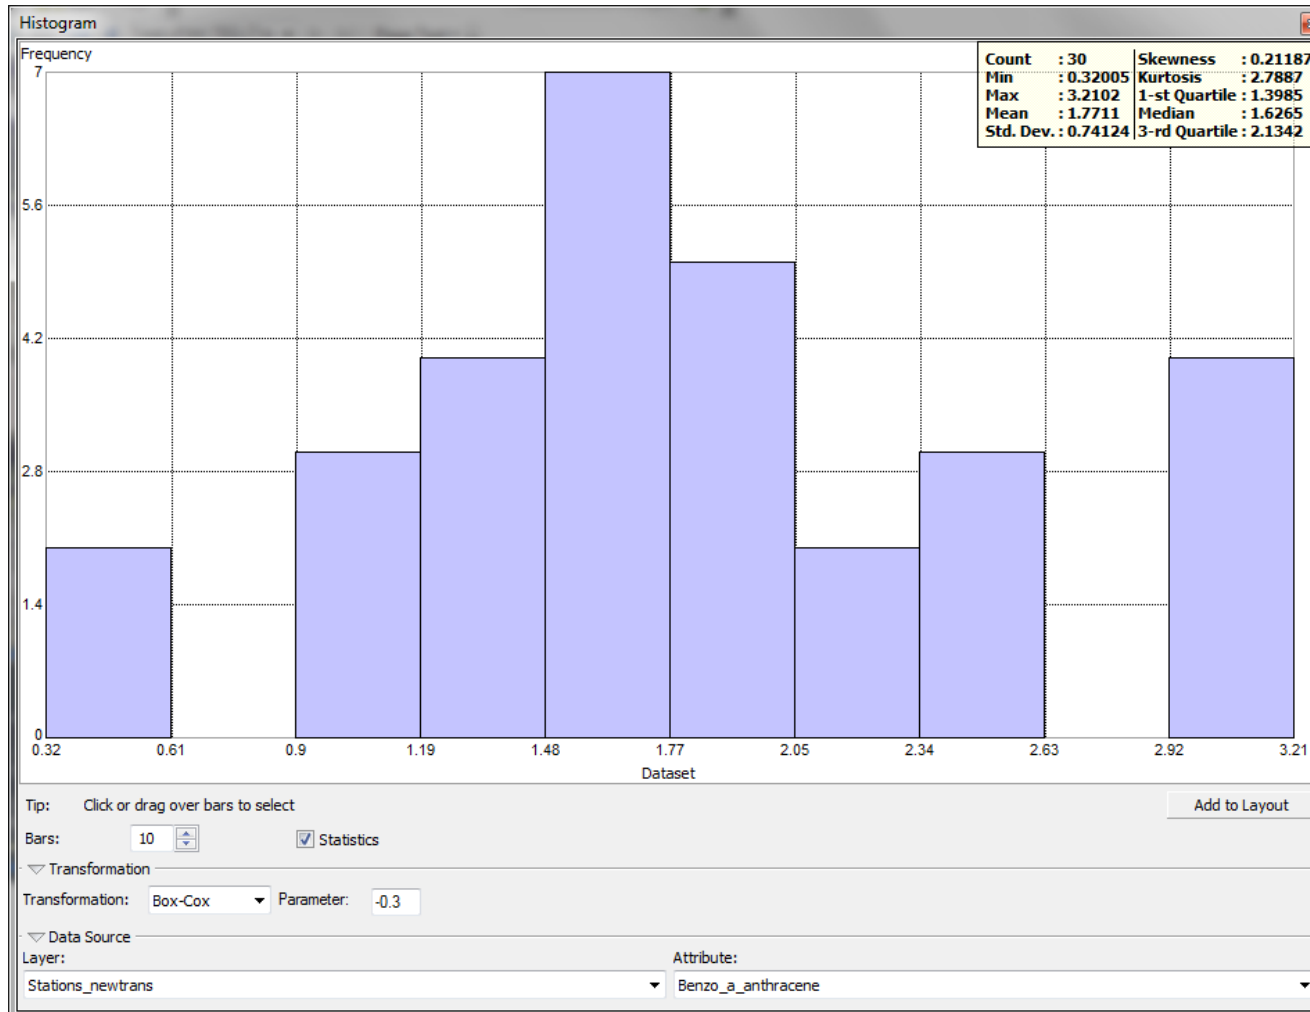 Histogram
Frequency
Count : 30 Skewness : 0.21187
Min : 0.32005 Kurtosis : 2.7887
Max : 3.2102 1-st Quartile : 1.3985
Mean : 1.7711 Median : 1.6265
Std. Dev. : 0.74124 3-rd Quartile : 2.1342
7
5.6
4.2
2.8
1.4
0
0.32 0.61 0.9 1.19 1.48 1.77 2.05 2.34 2.63 2.92 3.21
Dataset
Tip: Click or drag over bars to select Add to Layout
Bars: 10 Statistics
Transformation
Transformation: Box-Cox Parameter: -0.3
Data Source
Layer: Attribute:
Stations_newtrans Benzo_a_anthracene